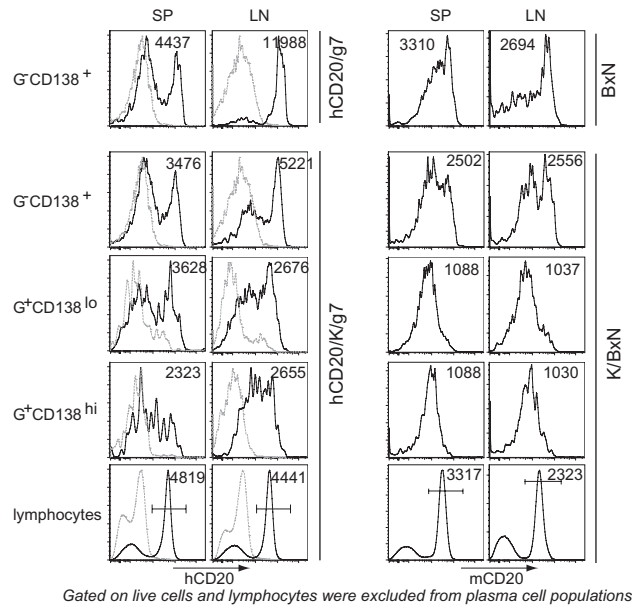 SP LN SP LN
G⁻CD138⁺ 4437 11988 hCD20/g7 3310 2694 BxN
G⁻CD138⁺ 3476 5221 2502 2556
G⁺CD138 lo 3628 2676 1088 1037
hCD20/K/g7 K/BxN
G⁺CD138 hi 2323 2655 1088 1030
lymphocytes 4819 4441 3317 2323
hCD20 mCD20
Gated on live cells and lymphocytes were excluded from plasma cell populations